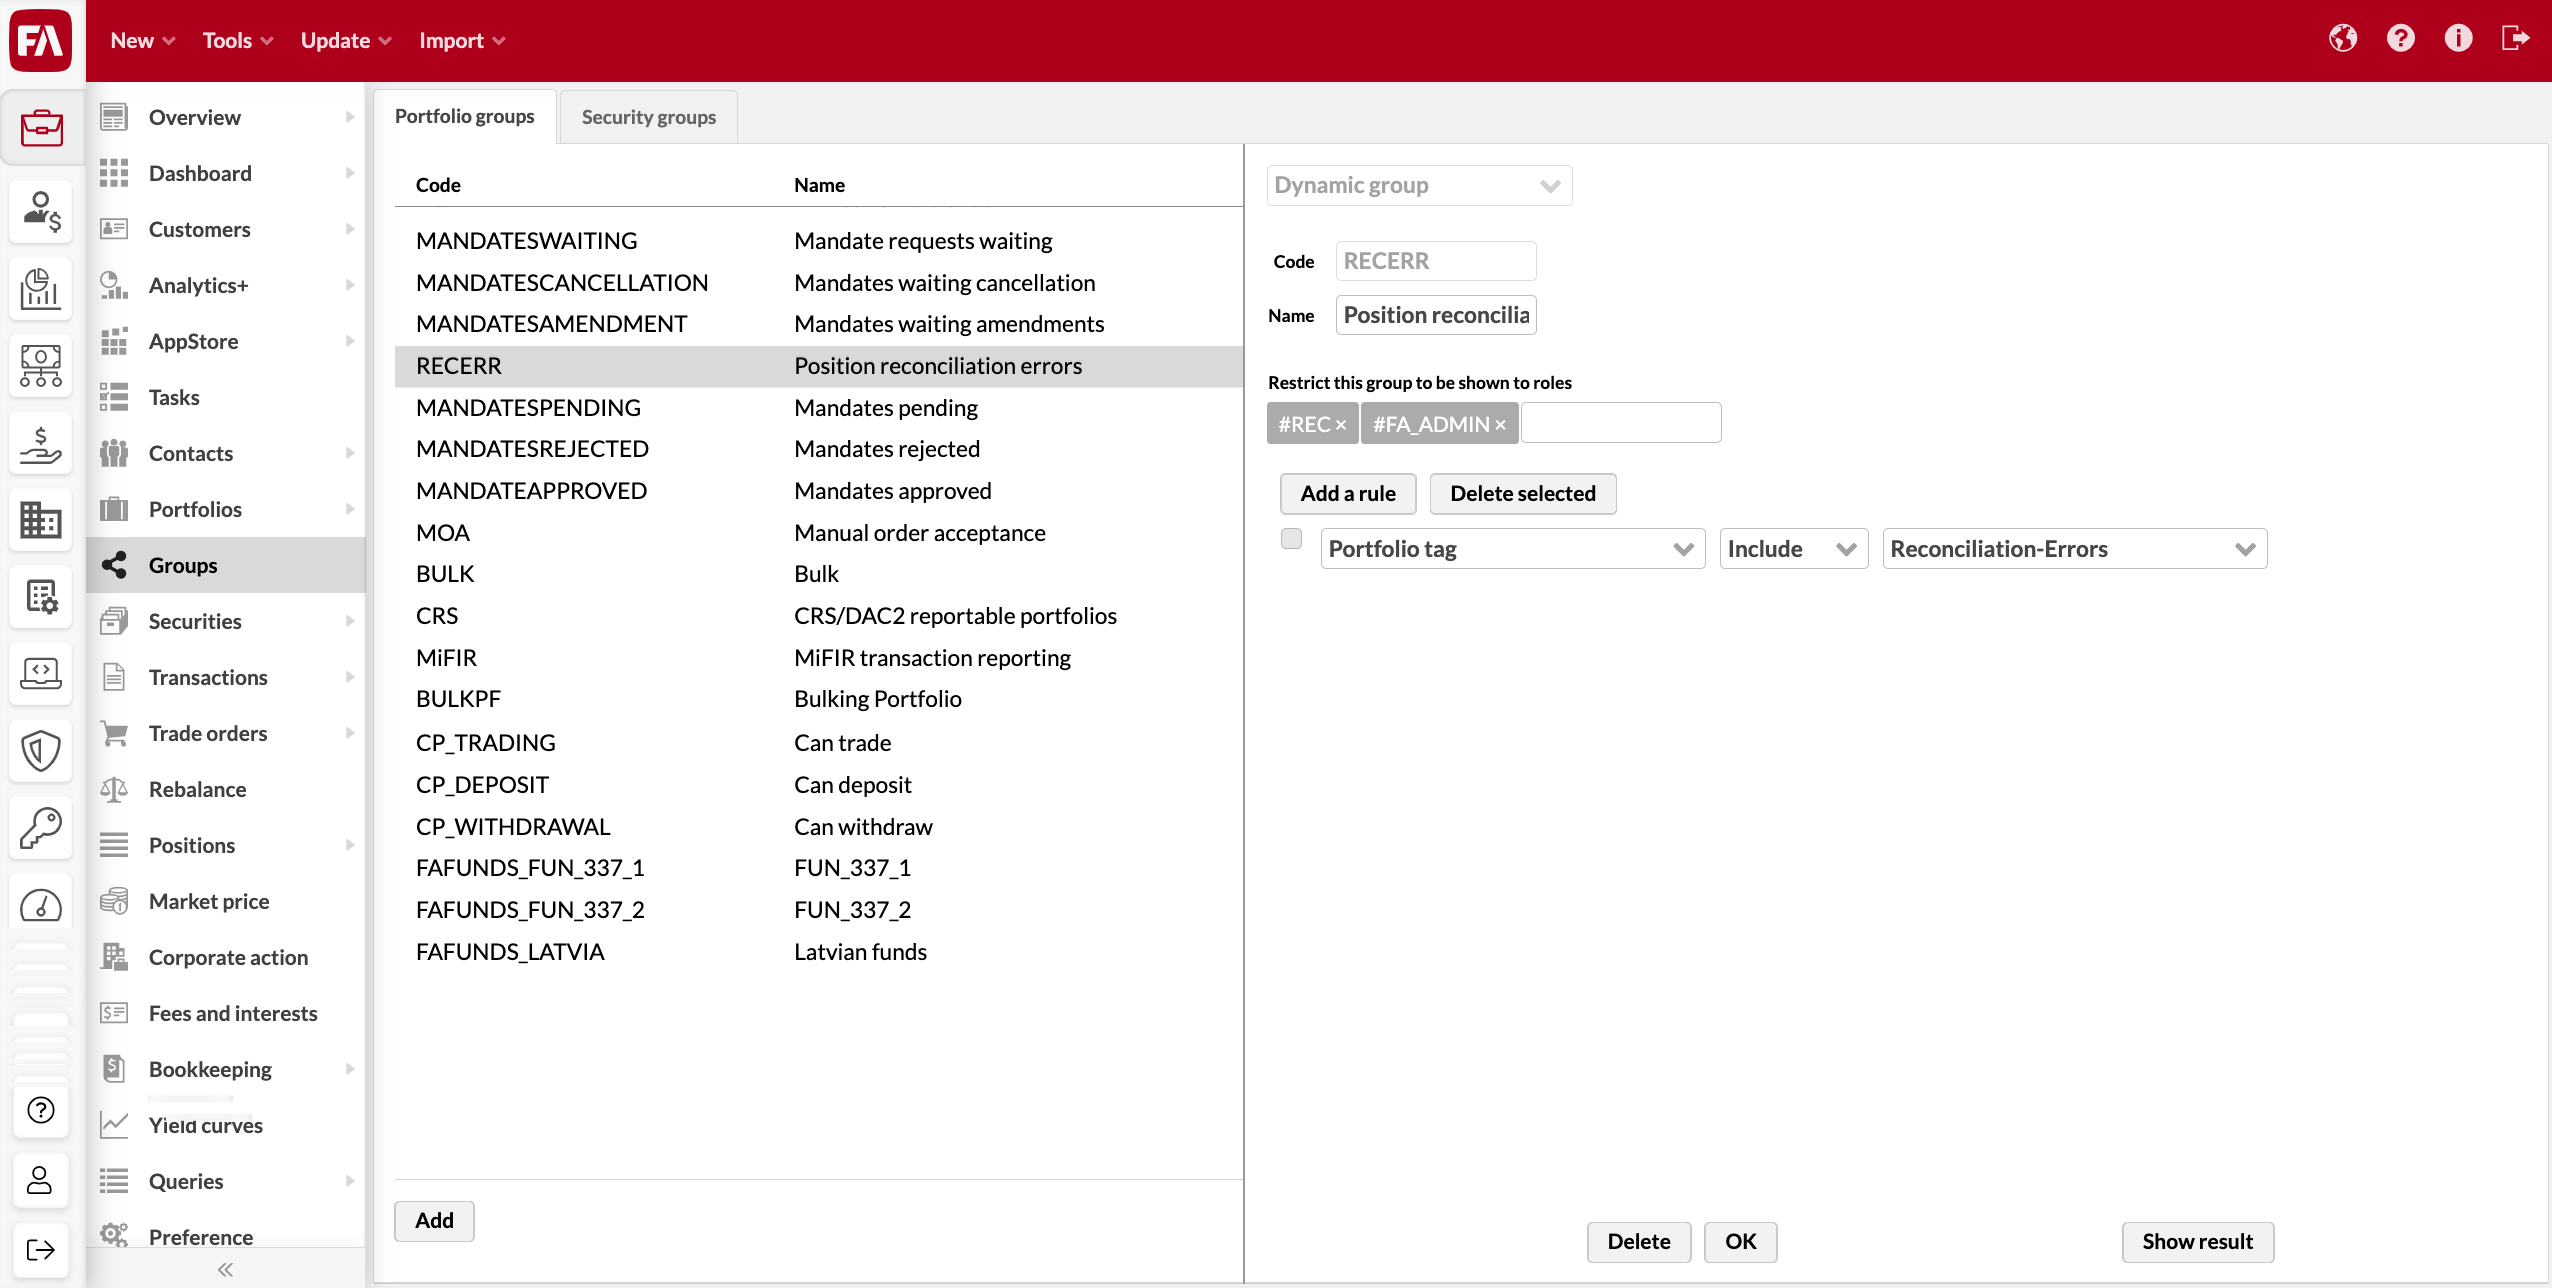 FA
New
Tools
Update
Import
Overview
Dashboard
Customers
Analytics+
AppStore
Tasks
Contacts
Portfolios
Groups
Securities
Transactions
Trade orders
Rebalance
Positions
Market price
Corporate action
Fees and interests
Bookkeeping
Yield curves
Queries
Preference
Portfolio groups
Security groups
Code Name
MANDATESWAITING Mandate requests waiting
MANDATESCANCELLATION Mandates waiting cancellation
MANDATESAMENDMENT Mandates waiting amendments
RECERR Position reconciliation errors
MANDATESPENDING Mandates pending
MANDATESREJECTED Mandates rejected
MANDATEAPPROVED Mandates approved
MOA Manual order acceptance
BULK Bulk
CRS CRS/DAC2 reportable portfolios
MiFIR MiFIR transaction reporting
BULKPF Bulking Portfolio
CP_TRADING Can trade
CP_DEPOSIT Can deposit
CP_WITHDRAWAL Can withdraw
FAFUNDS_FUN_337_1 FUN_337_1
FAFUNDS_FUN_337_2 FUN_337_2
FAFUNDS_LATVIA Latvian funds
Add
Dynamic group
Code RECERR
Name Position reconcilia
Restrict this group to be shown to roles
#REC × #FA_ADMIN ×
Add a rule Delete selected
Portfolio tag Include Reconciliation-Errors
Delete OK Show result